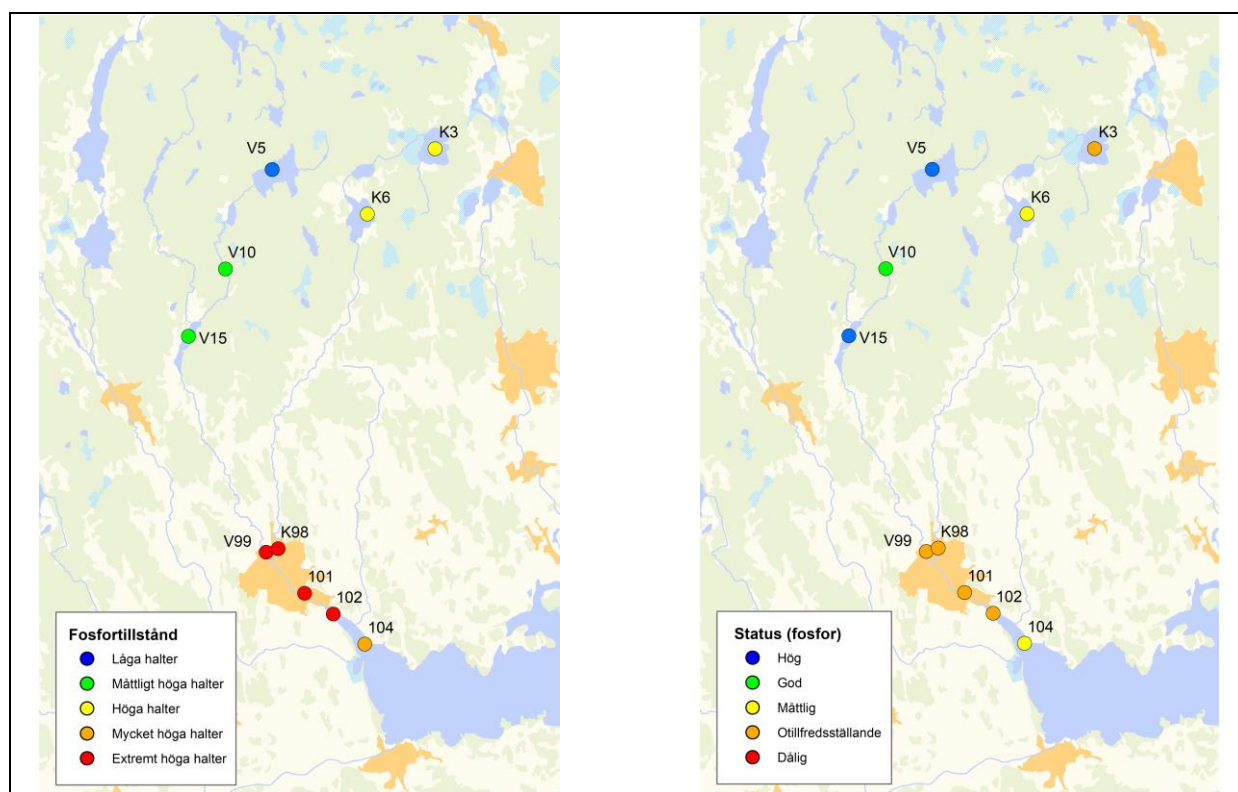 V5
K3
K6
V10
V15
V99
K98
101
102
104
Fosfortillstånd
Låga halter
Måttligt höga halter
Höga halter
Mycket höga halter
Extremt höga halter
V5
K3
K6
V10
V15
V99
K98
101
102
104
Status (fosfor)
Hög
God
Måttlig
Otillfredsställande
Dålig